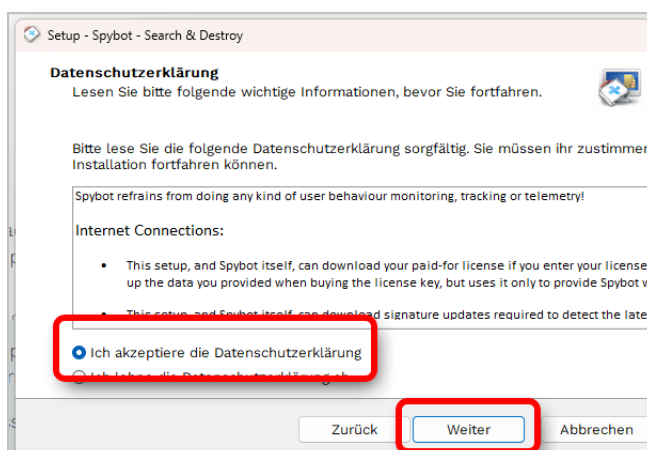 Setup - Spybot - Search & Destroy
Datenschutzerklärung
Lesen Sie bitte folgende wichtige Informationen, bevor Sie fortfahren.
Bitte lese Sie die folgende Datenschutzerklärung sorgfältig. Sie müssen ihr zustimmen
Installation fortfahren können.
Spybot refrains from doing any kind of user behaviour monitoring, tracking or telemetry!
Internet Connections:
• This setup, and Spybot itself, can download your paid-for license if you enter your license
up the data you provided when buying the license key, but uses it only to provide Spybot
• This setup, and Spybot itself, can download signature updates required to detect the late
Ich akzeptiere die Datenschutzerklärung
Ich lehne die Datenschutzerklärung ab
Zurück
Weiter
Abbrechen